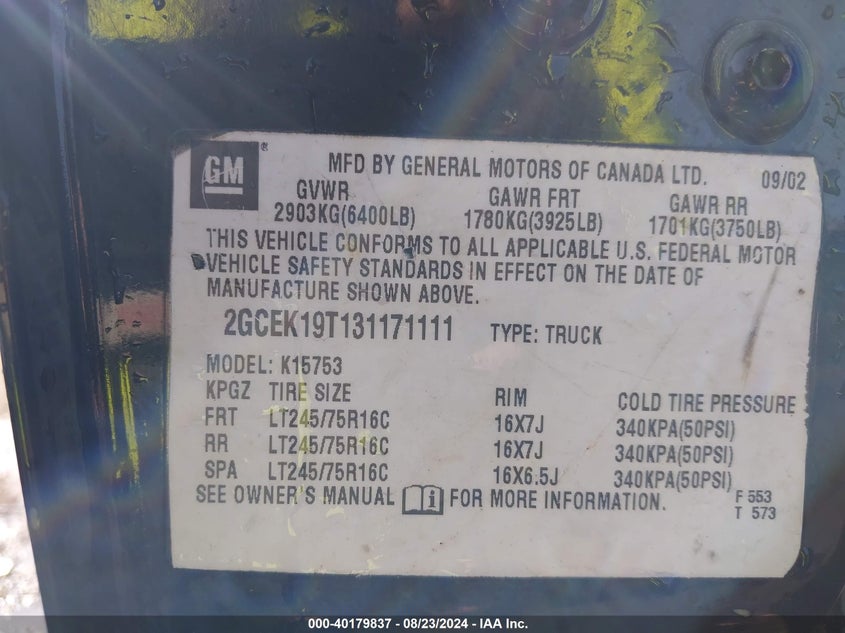 GM ® MFD BY GENERAL MOTORS OF CANADA LTD. 09/02
GVWR GAWR FRT GAWR RR
2903KG(6400LB) 1780KG(3925LB) 1701KG(3750LB)
THIS VEHICLE CONFORMS TO ALL APPLICABLE U.S. FEDERAL MOTOR
VEHICLE SAFETY STANDARDS IN EFFECT ON THE DATE OF
MANUFACTURE SHOWN ABOVE.
2GCEK19T131171111 TYPE: TRUCK
MODEL: K15753
KPGZ TIRE SIZE RIM COLD TIRE PRESSURE
FRT LT245/75R16C 16X7J 340KPA(50PSI)
RR LT245/75R16C 16X7J 340KPA(50PSI)
SPA LT245/75R16C 16X6.5J 340KPA(50PSI)
SEE OWNER'S MANUAL i FOR MORE INFORMATION. F 553
T 573
000-40179837 - 08/23/2024 - IAA Inc.